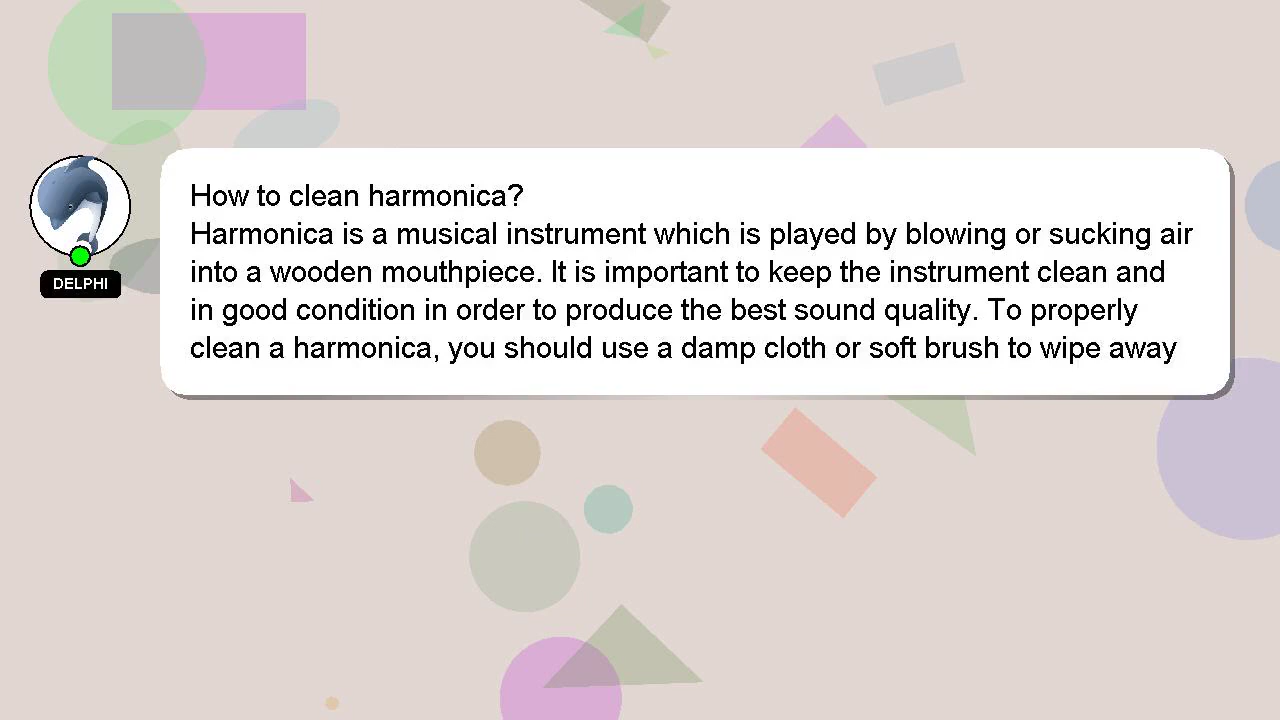 How to clean harmonica?
Harmonica is a musical instrument which is played by blowing or sucking air
into a wooden mouthpiece. It is important to keep the instrument clean and
in good condition in order to produce the best sound quality. To properly
clean a harmonica, you should use a damp cloth or soft brush to wipe away
DELPHI